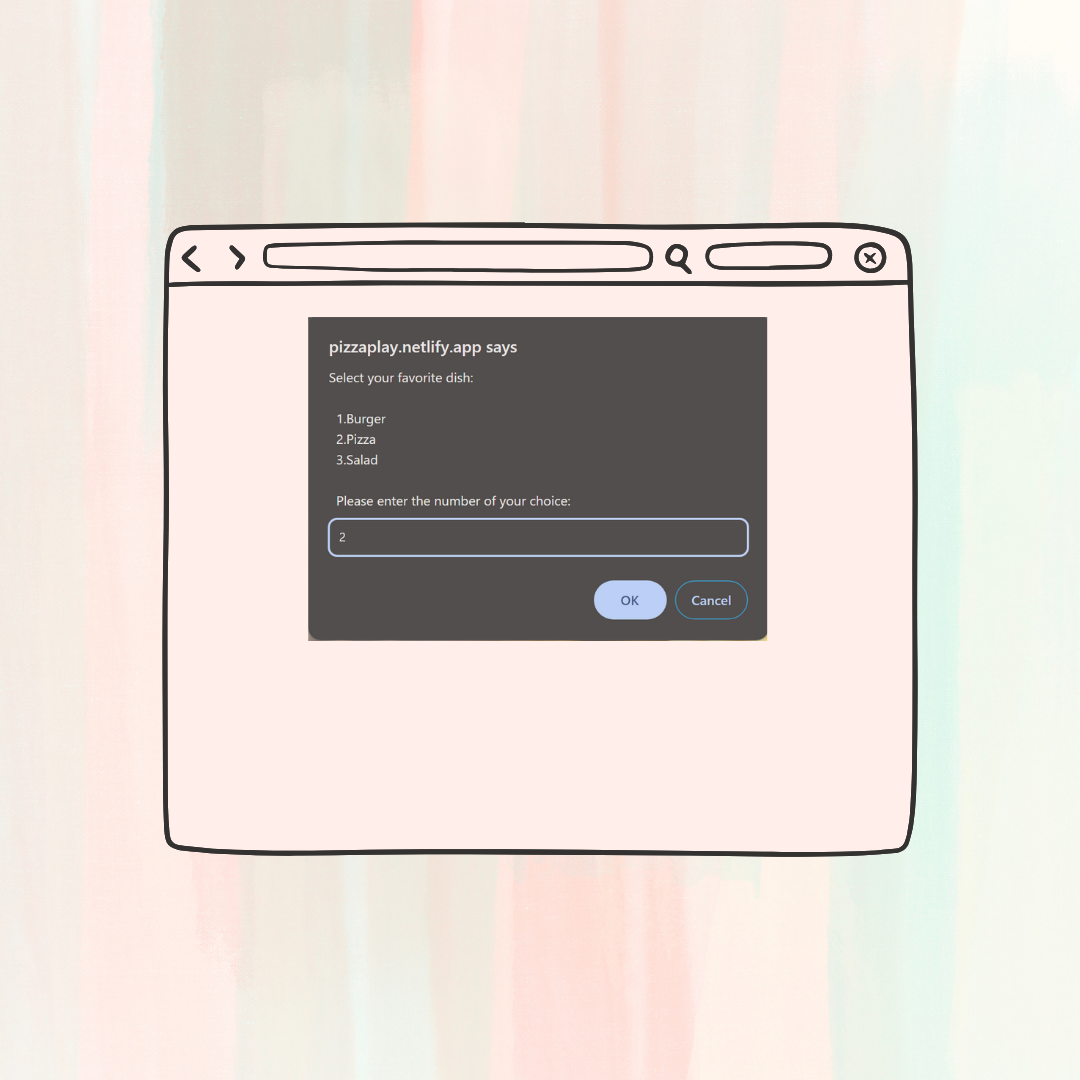 pizzaplay.netlify.app says
Select your favorite dish:
1.Burger
2.Pizza
3.Salad
Please enter the number of your choice:
2
OK
Cancel